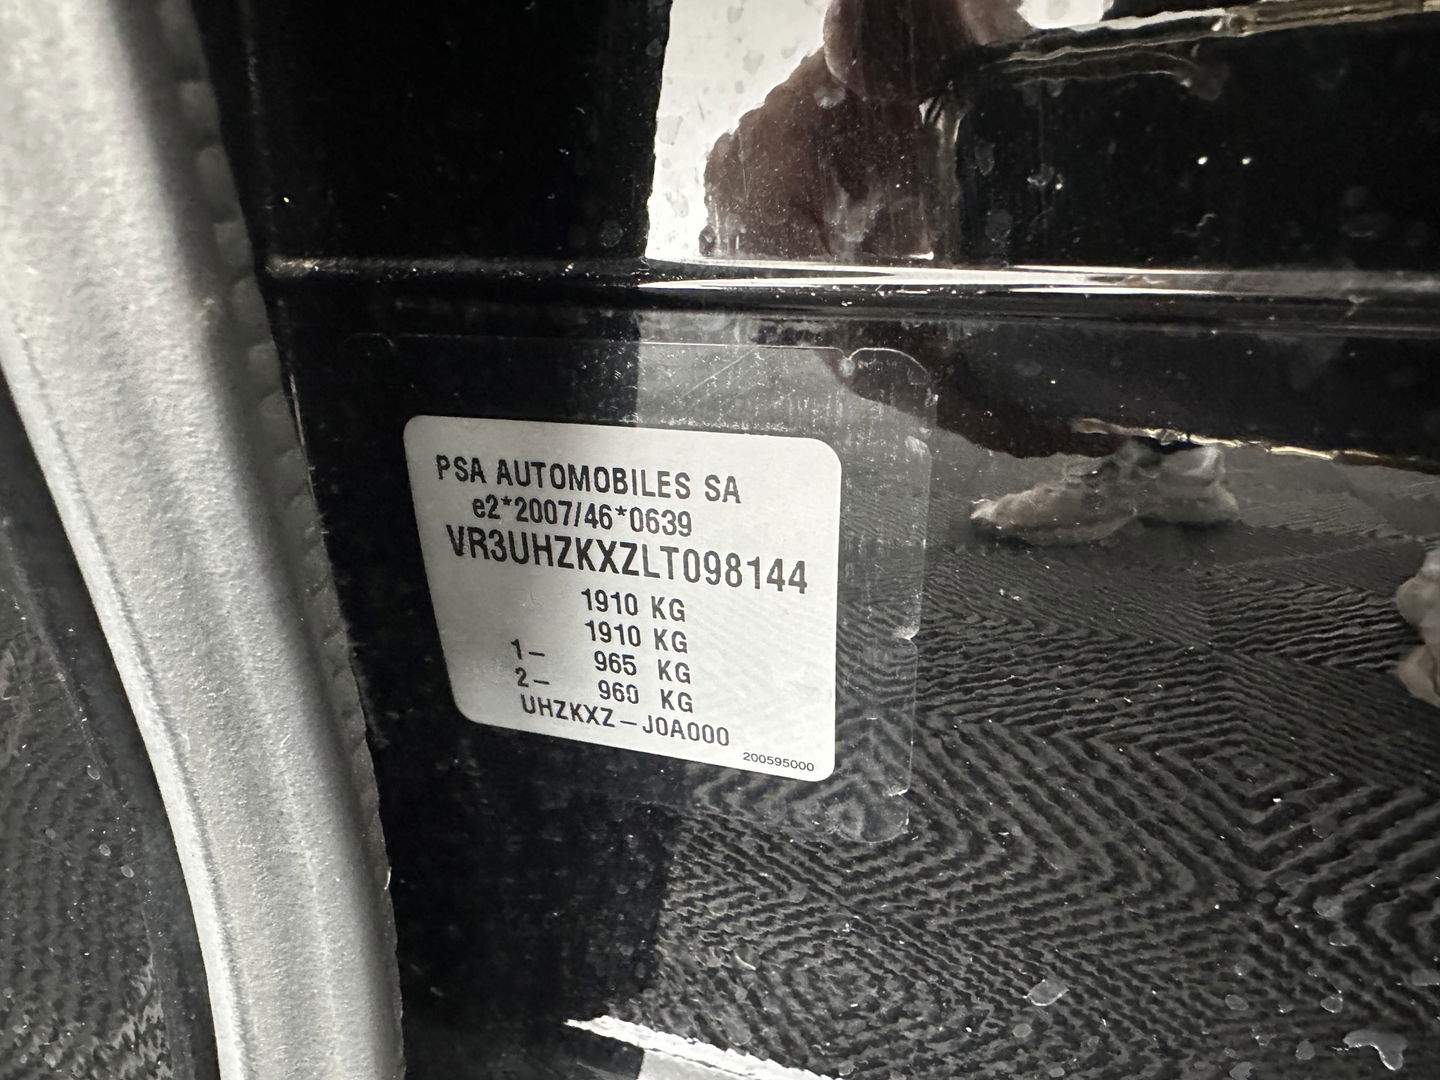 PSA AUTOMOBILES SA
e2*2007/46*0639
VR3UHZKXZLT098144
1910 KG
1910 KG
1– 965 KG
2– 960 KG
UHZKXZ–J0A000
200595000